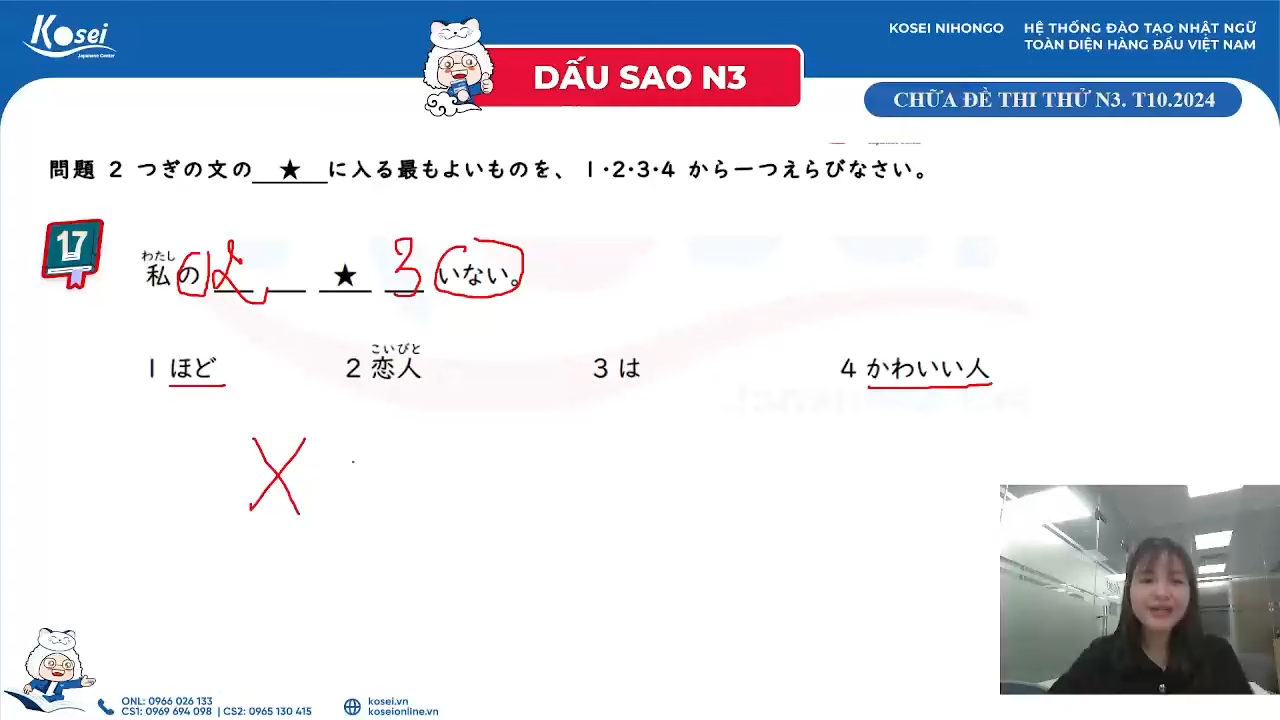 Kosei
Japanese Center
KOSEI NIHONGO
HỆ THỐNG ĐÀO TẠO NHẬT NGỮ
TOÀN DIỆN HÀNG ĐẦU VIỆT NAM
DẤU SAO N3
CHỮA ĐỀ THI THỬ N3. T10.2024
問題 2 つぎの文の ★ に入る最もよいものを、1・2・3・4 から一つえらびなさい。
17
わたし
私の 2 ★ 3 いない。
こいびと
1 ほど 2 恋人 3 は 4 かわいい人
X
ONL: 0966 026 133
CS1: 0969 694 098 | CS2: 0965 130 415
kosei.vn
koseionline.vn